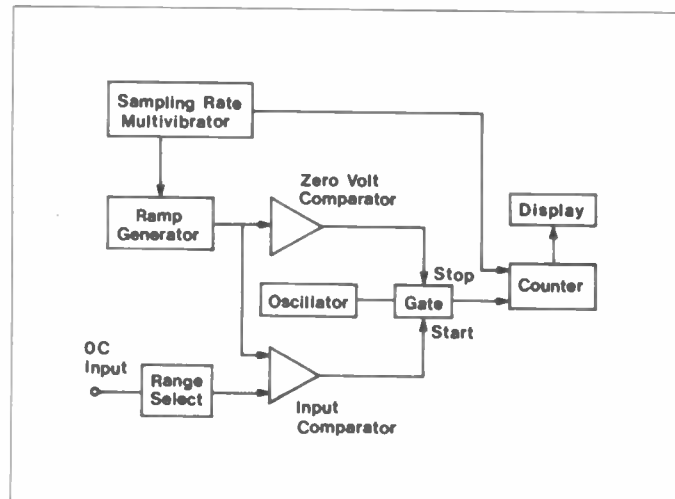 Sampling Rate
Multivibrator
Zero Volt
Comparator
Ramp
Generator
Display
Stop
Oscillator
Gate
Counter
Start
OC
Input
Range
Select
Input
Comparator